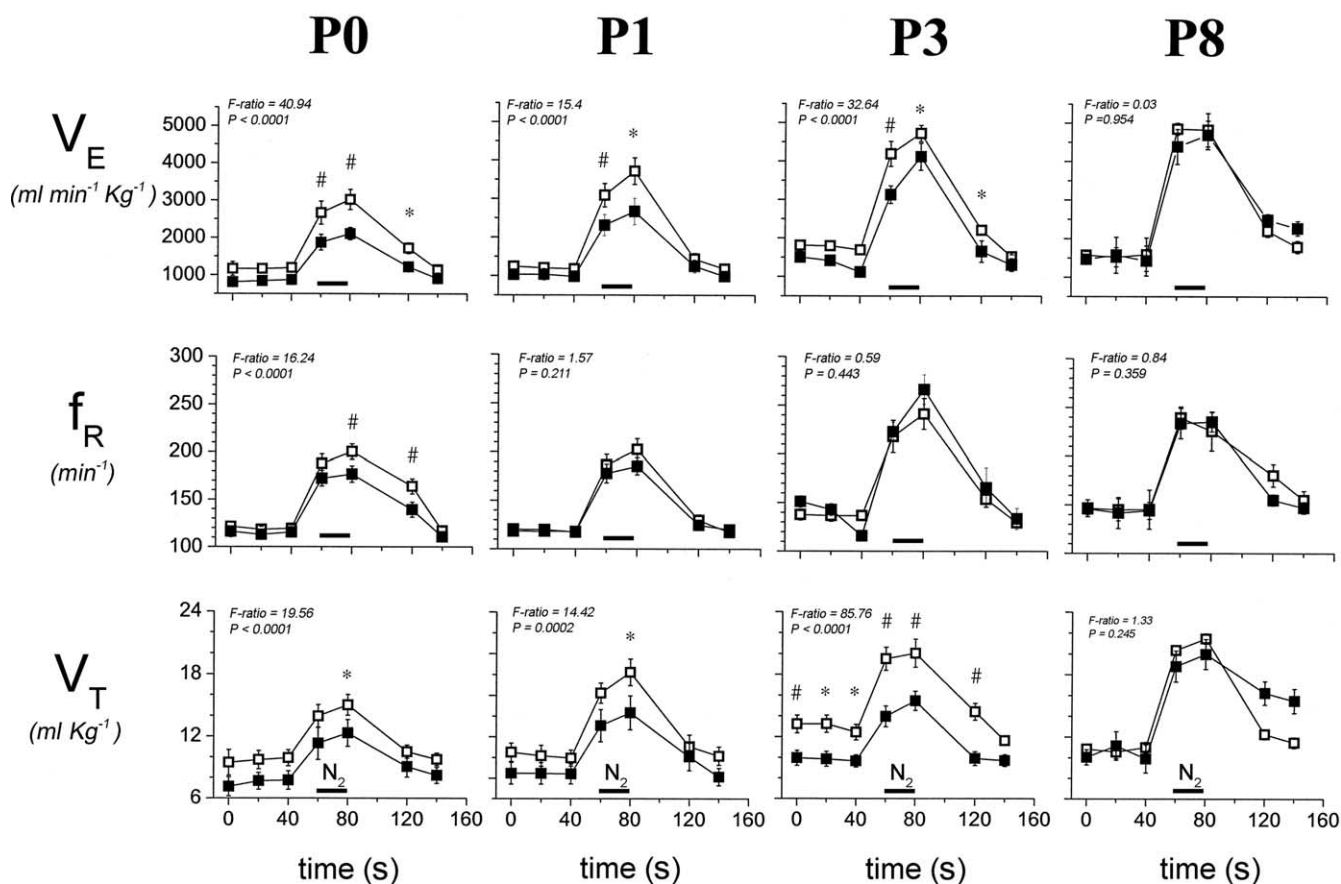 P0 P1 P3 P8
V_E
(ml min⁻¹ Kg⁻¹)
F-ratio = 40.94
P < 0.0001
5000
4000
3000
2000
1000
# # *
F-ratio = 15.4
P < 0.0001
# *
F-ratio = 32.64
P < 0.0001
# * *
F-ratio = 0.03
P =0.954
f_R
(min⁻¹)
F-ratio = 16.24
P < 0.0001
300
250
200
150
100
# #
F-ratio = 1.57
P = 0.211
F-ratio = 0.59
P = 0.443
F-ratio = 0.84
P = 0.359
V_T
(ml Kg⁻¹)
F-ratio = 19.56
P < 0.0001
24
18
12
6
*
N₂
0 40 80 120 160
time (s)
F-ratio = 14.42
P = 0.0002
*
N₂
0 40 80 120 160
time (s)
F-ratio = 85.76
P < 0.0001
# * * # # #
N₂
0 40 80 120 160
time (s)
F-ratio = 1.33
P = 0.245
N₂
0 40 80 120 160
time (s)